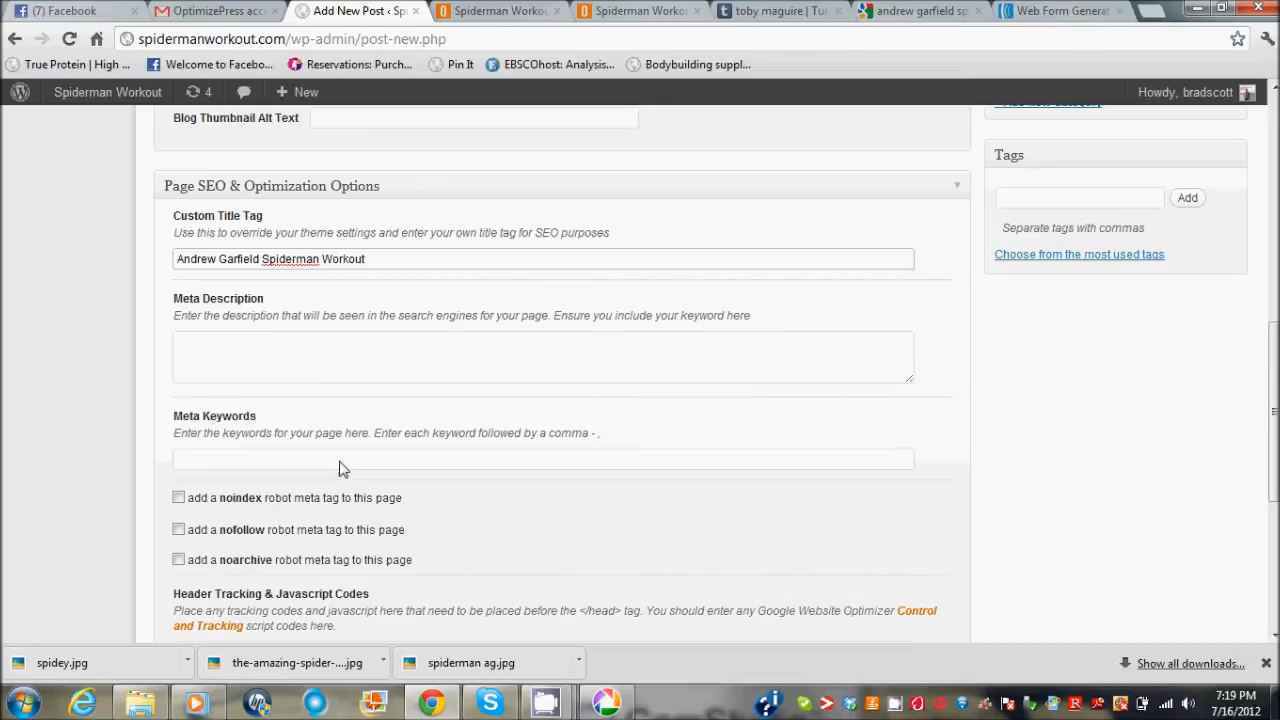 (7) Facebook
OptimizePress acc
Add New Post ‹ Sp
Spiderman Workou
Spiderman Workou
toby maguire | Tu
andrew garfield sp
Web Form Generat
spidermanworkout.com/wp-admin/post-new.php
True Protein | High ...
Welcome to Facebo...
Reservations: Purch...
Pin It
EBSCOhost: Analysis...
Bodybuilding suppl...
Spiderman Workout
4
+ New
Howdy, bradscott
Blog Thumbnail Alt Text
Tags
Add
Separate tags with commas
Choose from the most used tags
Page SEO & Optimization Options
Custom Title Tag
Use this to override your theme settings and enter your own title tag for SEO purposes
Andrew Garfield Spiderman Workout
Meta Description
Enter the description that will be seen in the search engines for your page. Ensure you include your keyword here
Meta Keywords
Enter the keywords for your page here. Enter each keyword followed by a comma - ,
add a noindex robot meta tag to this page
add a nofollow robot meta tag to this page
add a noarchive robot meta tag to this page
Header Tracking & Javascript Codes
Place any tracking codes and javascript here that need to be placed before the </head> tag. You should enter any Google Website Optimizer Control
and Tracking script codes here.
spidey.jpg
the-amazing-spider-....jpg
spiderman ag.jpg
Show all downloads...
7:19 PM
7/16/2012